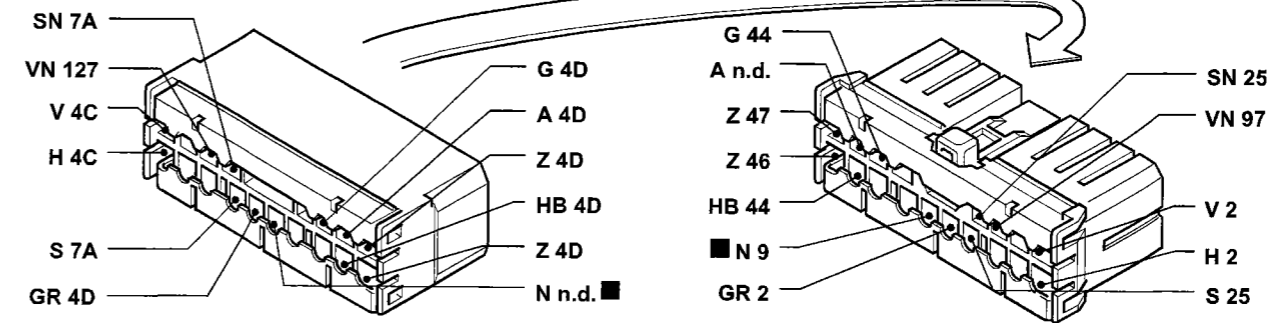 SN 7A
VN 127
V 4C
H 4C
S 7A
GR 4D
G 4D
A 4D
Z 4D
HB 4D
Z 4D
N n.d. ■
G 44
A n.d.
Z 47
Z 46
HB 44
■ N 9
GR 2
SN 25
VN 97
V 2
H 2
S 25